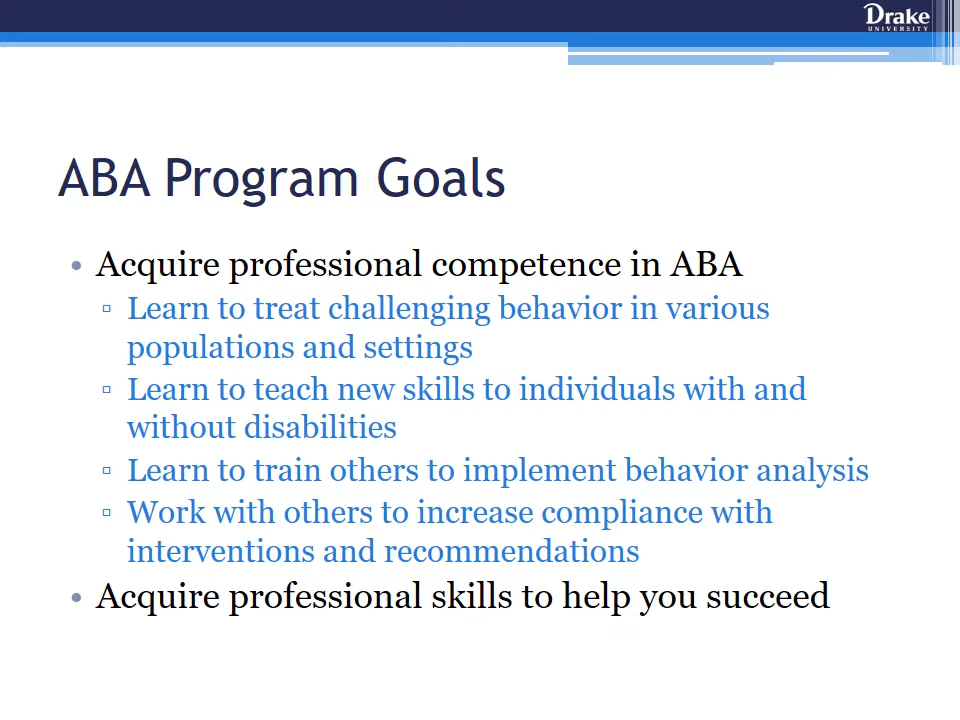 Drake
UNIVERSITY
ABA Program Goals
• Acquire professional competence in ABA
▫ Learn to treat challenging behavior in various
populations and settings
▫ Learn to teach new skills to individuals with and
without disabilities
▫ Learn to train others to implement behavior analysis
▫ Work with others to increase compliance with
interventions and recommendations
• Acquire professional skills to help you succeed